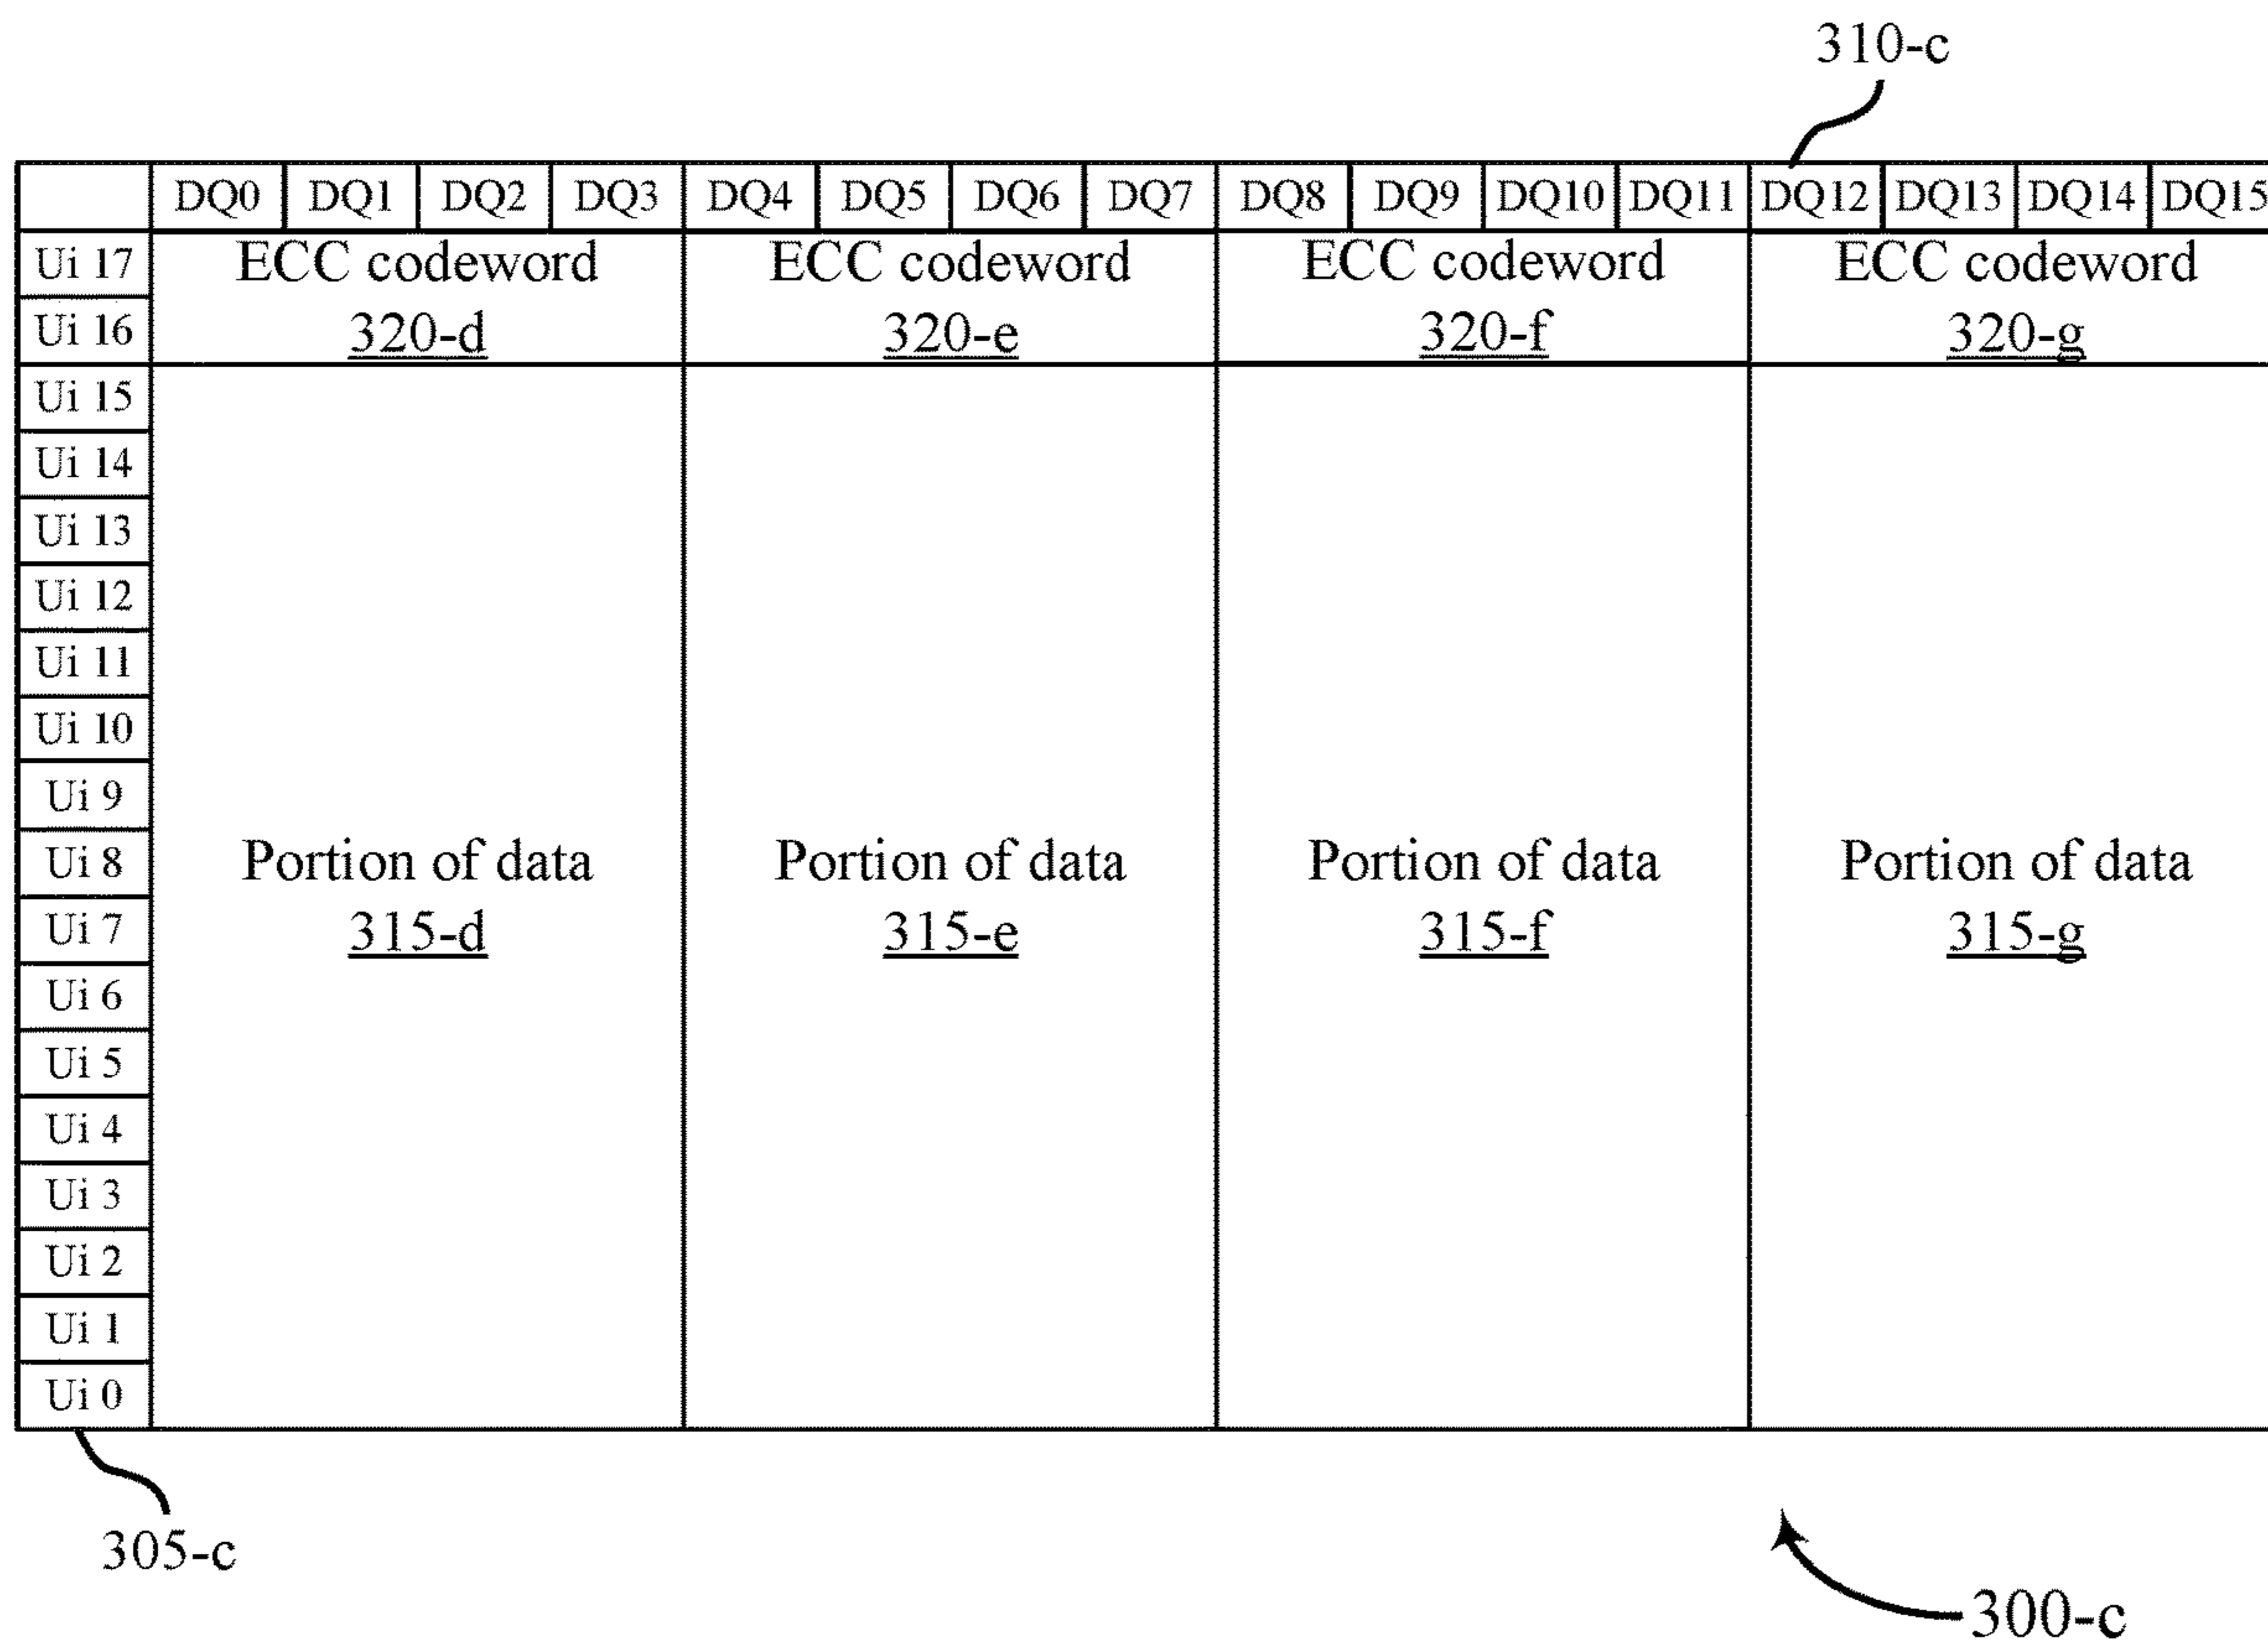 310-c
DQ0 DQ1 DQ2 DQ3 DQ4 DQ5 DQ6 DQ7 DQ8 DQ9 DQ10 DQ11 DQ12 DQ13 DQ14 DQ15
Ui 17 ECC codeword ECC codeword ECC codeword ECC codeword
Ui 16 320-d 320-e 320-f 320-g
Ui 15
Ui 14
Ui 13
Ui 12
Ui 11
Ui 10
Ui 9
Ui 8 Portion of data Portion of data Portion of data Portion of data
Ui 7 315-d 315-e 315-f 315-g
Ui 6
Ui 5
Ui 4
Ui 3
Ui 2
Ui 1
Ui 0
305-c
300-c